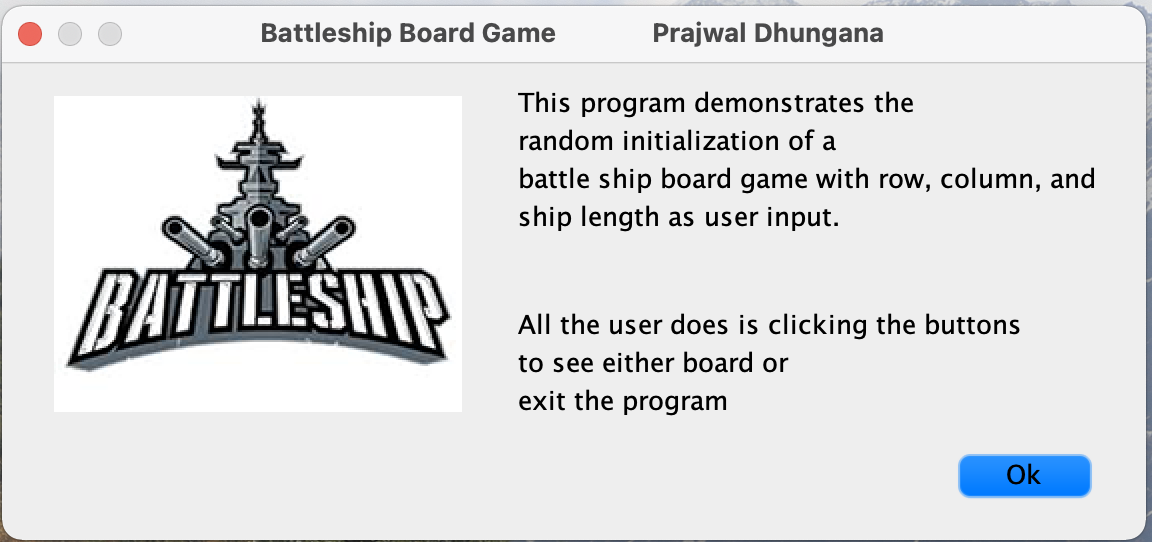 Battleship Board Game Prajwal Dhungana
BATTLESHIP
This program demonstrates the
random initialization of a
battle ship board game with row, column, and
ship length as user input.
All the user does is clicking the buttons
to see either board or
exit the program
Ok